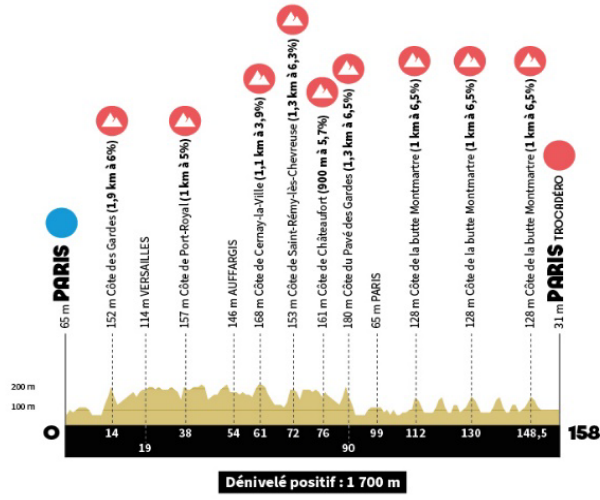 65 m PARIS
152 m Côte des Gardes (1,9 km à 6%)
114 m VERSAILLES
157 m Côte de Port-Royal (1 km à 5%)
146 m AUFFARGIS
168 m Côte de Cernay-la-Ville (1,1 km à 3,9%)
153 m Côte de Saint-Rémy-lès-Chevreuse (1,3 km à 6,3%)
161 m Côte de Châteaufort (900 m à 5,7%)
180 m Côte du Pavé des Gardes (1,3 km à 6,5%)
65 m PARIS
128 m Côte de la butte Montmartre (1 km à 6,5%)
128 m Côte de la butte Montmartre (1 km à 6,5%)
128 m Côte de la butte Montmartre (1 km à 6,5%)
31 m PARIS TROCADÉRO
200 m
100 m
0 14 38 54 61 72 76 99 112 130 148,5 158
19 90
Dénivelé positif : 1 700 m